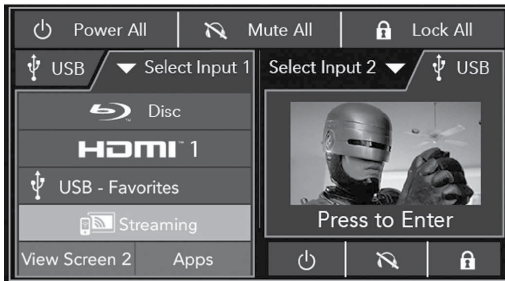 Power All
Mute All
Lock All
USB
Select Input 1
Select Input 2
USB
Disc
HDMI™ 1
USB - Favorites
Streaming
View Screen 2
Apps
Press to Enter